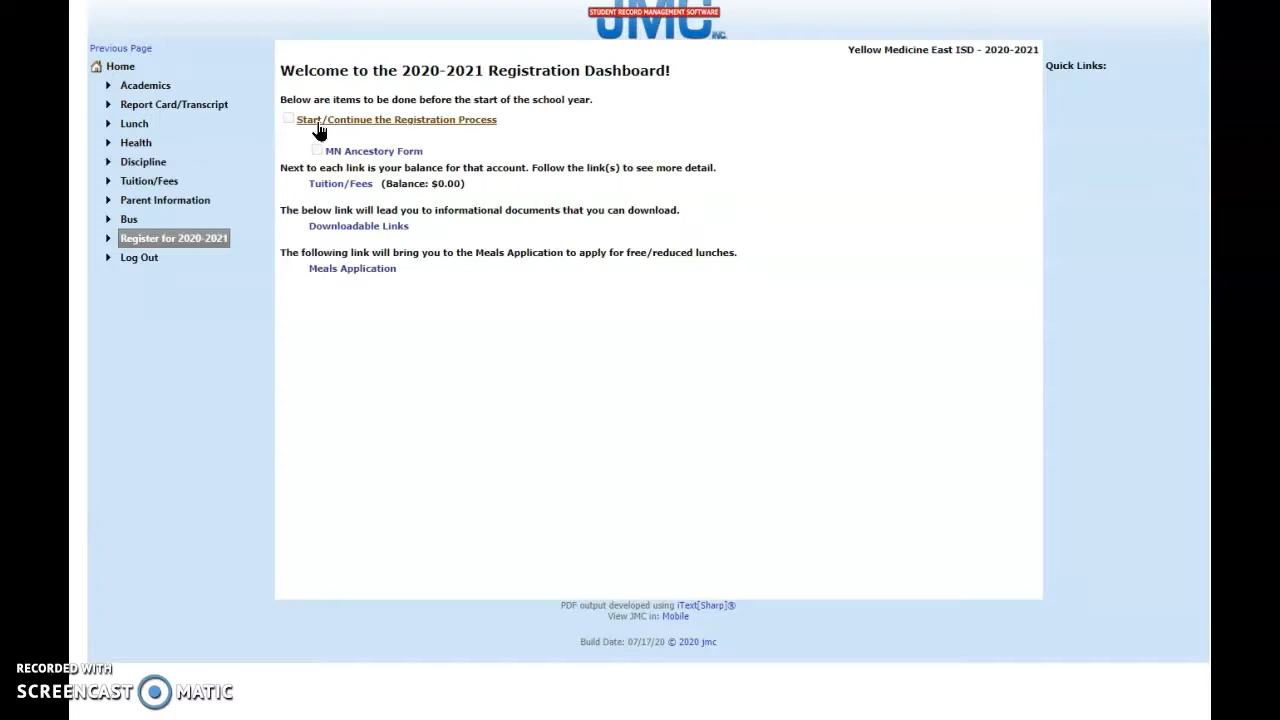 STUDENT RECORD MANAGEMENT SOFTWARE
JMC INC.
Previous Page
Yellow Medicine East ISD - 2020-2021
Home
Quick Links:
Welcome to the 2020-2021 Registration Dashboard!
Academics
Below are items to be done before the start of the school year.
Report Card/Transcript
Start/Continue the Registration Process
Lunch
Health
MN Ancestory Form
Discipline
Next to each link is your balance for that account. Follow the link(s) to see more detail.
Tuition/Fees
Tuition/Fees (Balance: $0.00)
Parent Information
The below link will lead you to informational documents that you can download.
Bus
Downloadable Links
Register for 2020-2021
The following link will bring you to the Meals Application to apply for free/reduced lunches.
Log Out
Meals Application
PDF output developed using iText[Sharp]®
View JMC in: Mobile
Build Date: 07/17/20 © 2020 jmc
RECORDED WITH
SCREENCAST MATIC